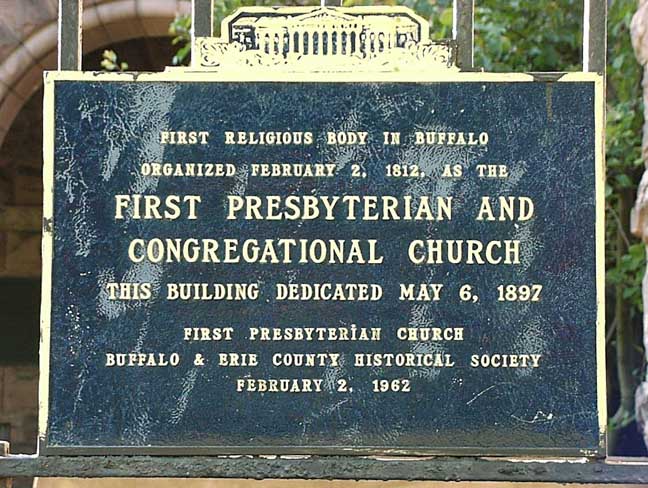 FIRST RELIGIOUS BODY IN BUFFALO
ORGANIZED FEBRUARY 2, 1812, AS THE
FIRST PRESBYTERIAN AND
CONGREGATIONAL CHURCH
THIS BUILDING DEDICATED MAY 6, 1897
FIRST PRESBYTERIAN CHURCH
BUFFALO & ERIE COUNTY HISTORICAL SOCIETY
FEBRUARY 2, 1962